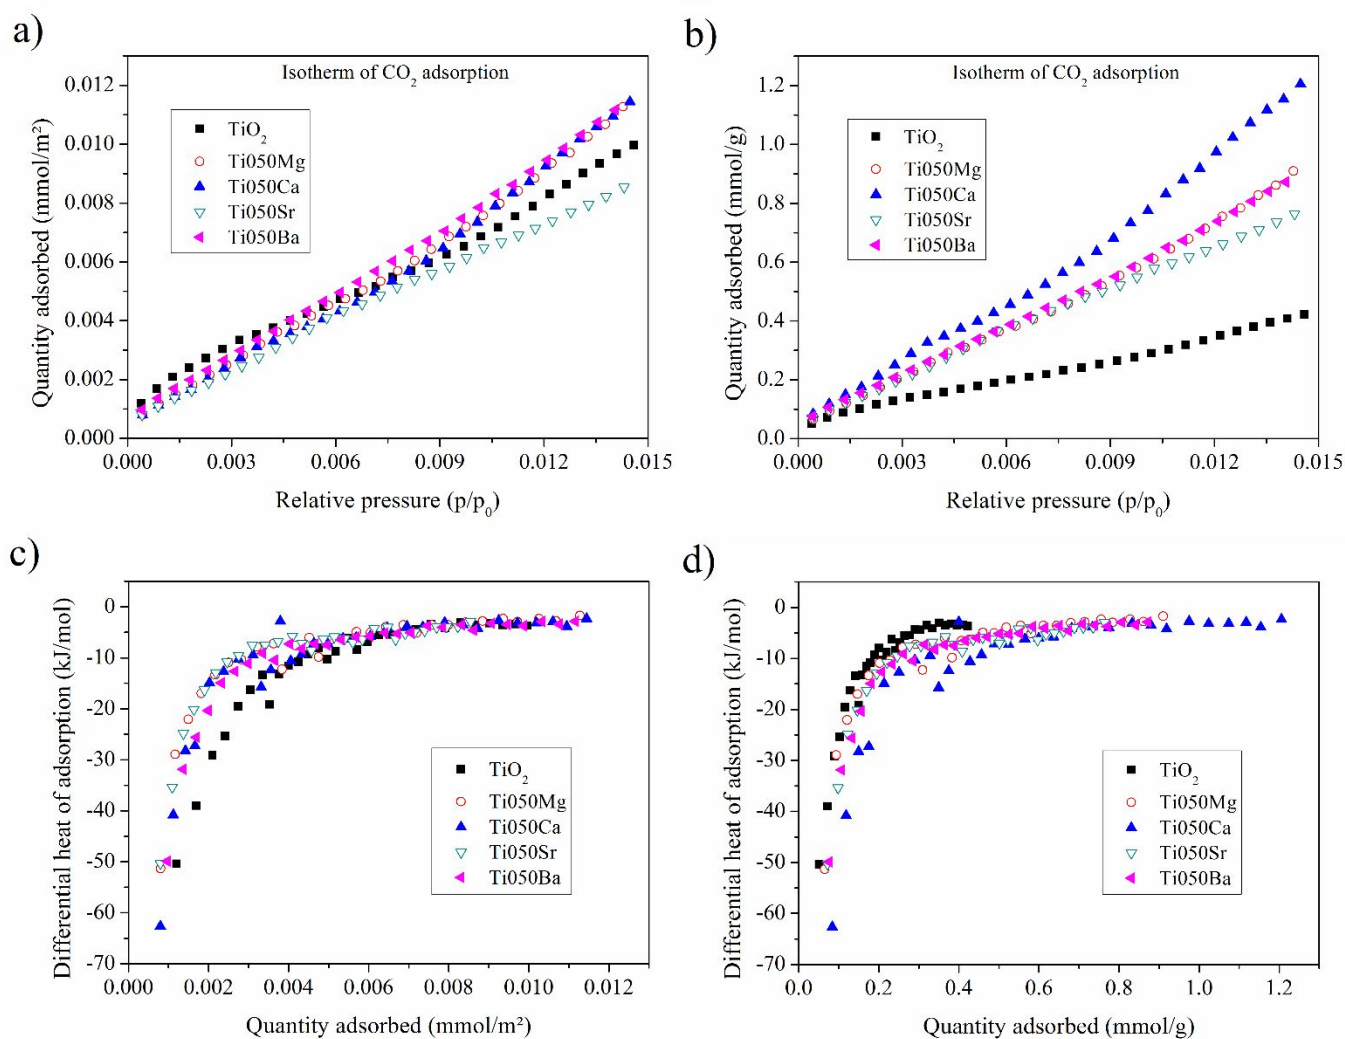 a)
Isotherm of CO₂ adsorption
TiO₂
Ti050Mg
Ti050Ca
Ti050Sr
Ti050Ba
Quantity adsorbed (mmol/m²)
0.012
0.010
0.008
0.006
0.004
0.002
0.000
0.000
0.003
0.006
0.009
0.012
0.015
Relative pressure (p/p₀)
b)
Isotherm of CO₂ adsorption
TiO₂
Ti050Mg
Ti050Ca
Ti050Sr
Ti050Ba
Quantity adsorbed (mmol/g)
1.2
1.0
0.8
0.6
0.4
0.2
0.0
0.000
0.003
0.006
0.009
0.012
0.015
Relative pressure (p/p₀)
c)
Differential heat of adsorption (kJ/mol)
0
-10
-20
-30
-40
-50
-60
-70
TiO₂
Ti050Mg
Ti050Ca
Ti050Sr
Ti050Ba
0.000
0.002
0.004
0.006
0.008
0.010
0.012
Quantity adsorbed (mmol/m²)
d)
Differential heat of adsorption (kJ/mol)
0
-10
-20
-30
-40
-50
-60
-70
TiO₂
Ti050Mg
Ti050Ca
Ti050Sr
Ti050Ba
0.0
0.2
0.4
0.6
0.8
1.0
1.2
Quantity adsorbed (mmol/g)